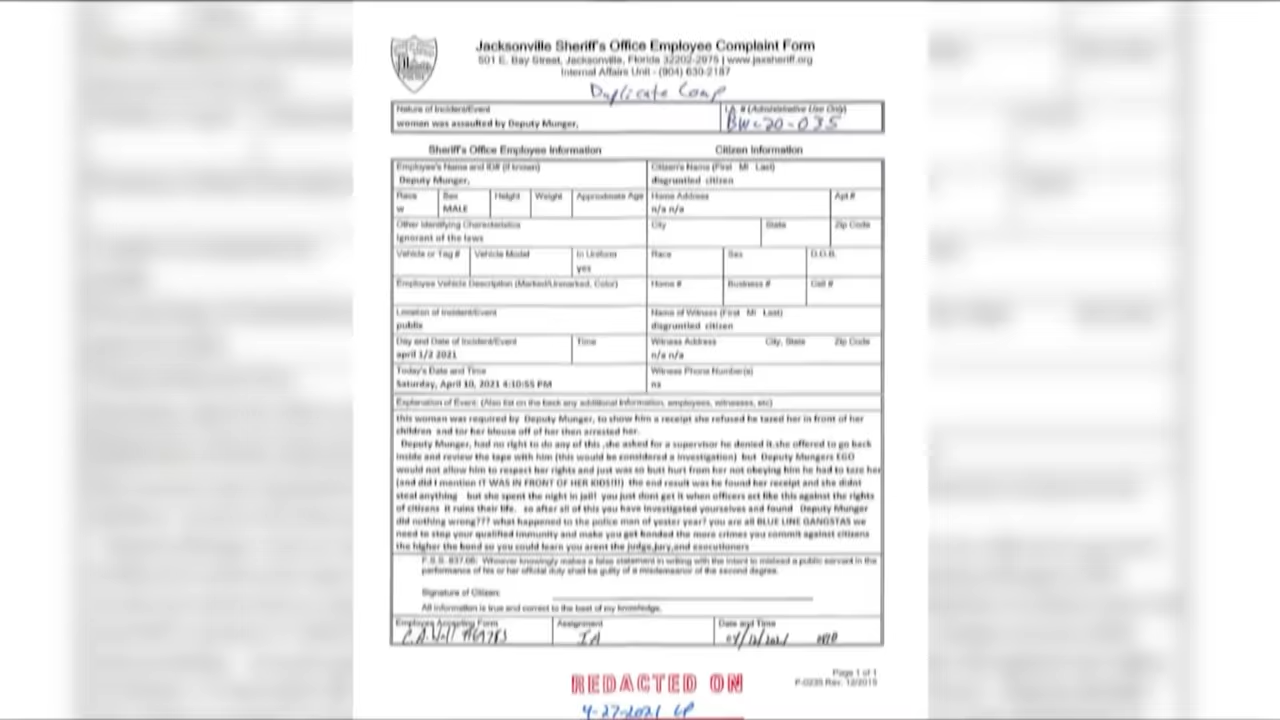 Jacksonville Sheriff's Office Employee Complaint Form
501 E. Bay Street, Jacksonville, Florida 32202-2975 | www.jaxsheriff.org
Internal Affairs Unit - (904) 630-2187
Duplicate Comp
Nature of Incident/Event
woman was assaulted by Deputy Munger,
I.A. # (Administrative Use Only)
BWC-20-035
Sheriff's Office Employee Information
Citizen Information
Employee's Name and ID# (if known)
Deputy Munger,
Citizen's Name (First MI Last)
disgruntled citizen
Race
w
Sex
MALE
Height
Weight
Approximate Age
Home Address
n/a n/a
Apt #
Other Identifying Characteristics
Ignorant of the laws
City
State
Zip Code
Vehicle or Tag #
Vehicle Model
In Uniform
yes
Race
Sex
D.O.B.
Employee Vehicle Description (Marked/Unmarked, Color)
Home #
Business #
Cell #
Location of Incident/Event
public
Name of Witness (First MI Last)
disgruntled citizen
Day and Date of Incident/Event
april 1/2 2021
Time
Witness Address
City, State
Zip Code
n/a n/a
Today's Date and Time
Saturday, April 10, 2021 4:10:55 PM
Witness Phone Number(s)
na
Explanation of Event: (Also list on the back any additional information, employees, witnesses, etc)
this woman was required by Deputy Munger, to show him a receipt she refused he tazed her in front of her
children and tor her blouse off of her then arrested her.
Deputy Munger, had no right to do any of this ,she asked for a supervisor he denied it.she offered to go back
inside and review the tape with him (this would be considered a investigation) but Deputy Mungers EGO
would not allow him to respect her rights and just was so butt hurt from her not obeying him he had to taze her
(and did i mention IT WAS IN FRONT OF HER KIDS!!!) the end result was he found her receipt and she didnt
steal anything but she spent the night in jail! you just dont get it when officers act like this against the rights
of citizens it ruins their life. so after all of this you have investigated yourselves and found Deputy Munger
did nothing wrong??? what happened to the police man of yester year? you are all BLUE LINE GANGSTAS we
need to stop your qualified immunity and make you get bonded the more crimes you commit against citizens
the higher the bond so you could learn you arent the judge,jury,and executioners
F.S.S. 837.06: Whoever knowingly makes a false statement in writing with the intent to mislead a public servant in the
performance of his or her official duty shall be guilty of a misdemeanor of the second degree.
Signature of Citizen:
All information is true and correct to the best of my knowledge.
Employee Accepting Form
Assignment
IA
Date and Time
04/12/2021
Page 1 of 1
P-0235 Rev. 12/2019
REDACTED ON
4-27-2021 LP